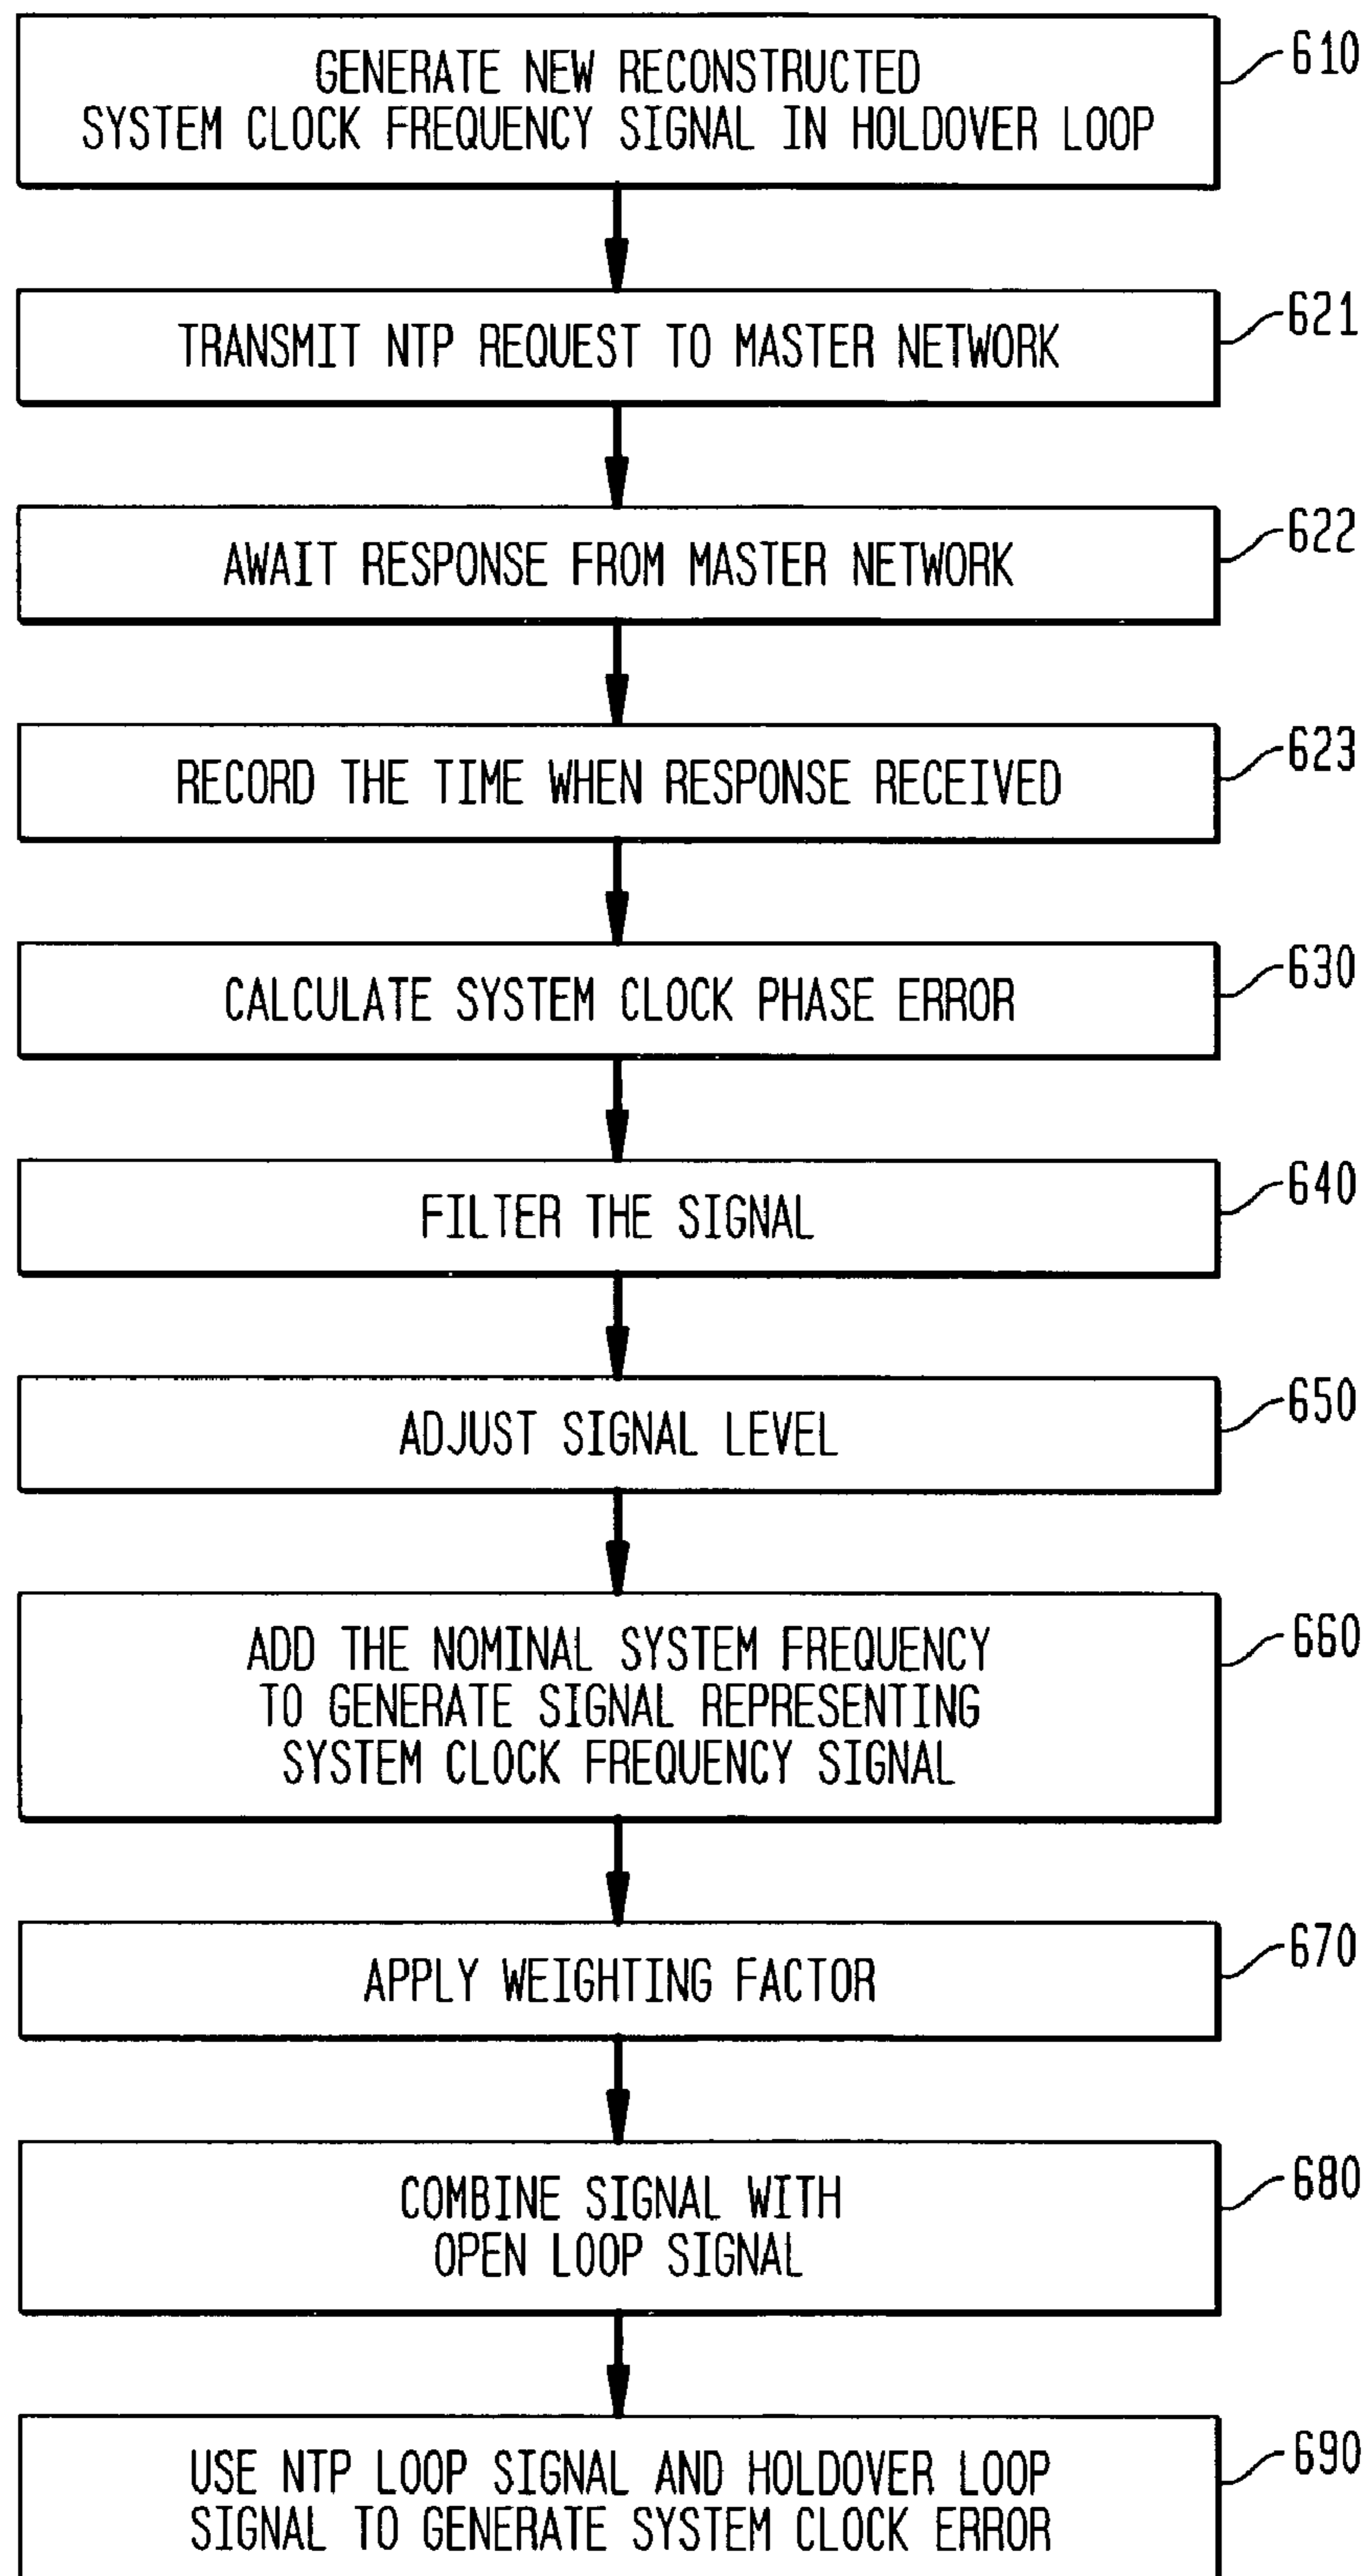 GENERATE NEW RECONSTRUCTED
SYSTEM CLOCK FREQUENCY SIGNAL IN HOLDOVER LOOP
610
TRANSMIT NTP REQUEST TO MASTER NETWORK
621
AWAIT RESPONSE FROM MASTER NETWORK
622
RECORD THE TIME WHEN RESPONSE RECEIVED
623
CALCULATE SYSTEM CLOCK PHASE ERROR
630
FILTER THE SIGNAL
640
ADJUST SIGNAL LEVEL
650
ADD THE NOMINAL SYSTEM FREQUENCY
TO GENERATE SIGNAL REPRESENTING
SYSTEM CLOCK FREQUENCY SIGNAL
660
APPLY WEIGHTING FACTOR
670
COMBINE SIGNAL WITH
OPEN LOOP SIGNAL
680
USE NTP LOOP SIGNAL AND HOLDOVER LOOP
SIGNAL TO GENERATE SYSTEM CLOCK ERROR
690